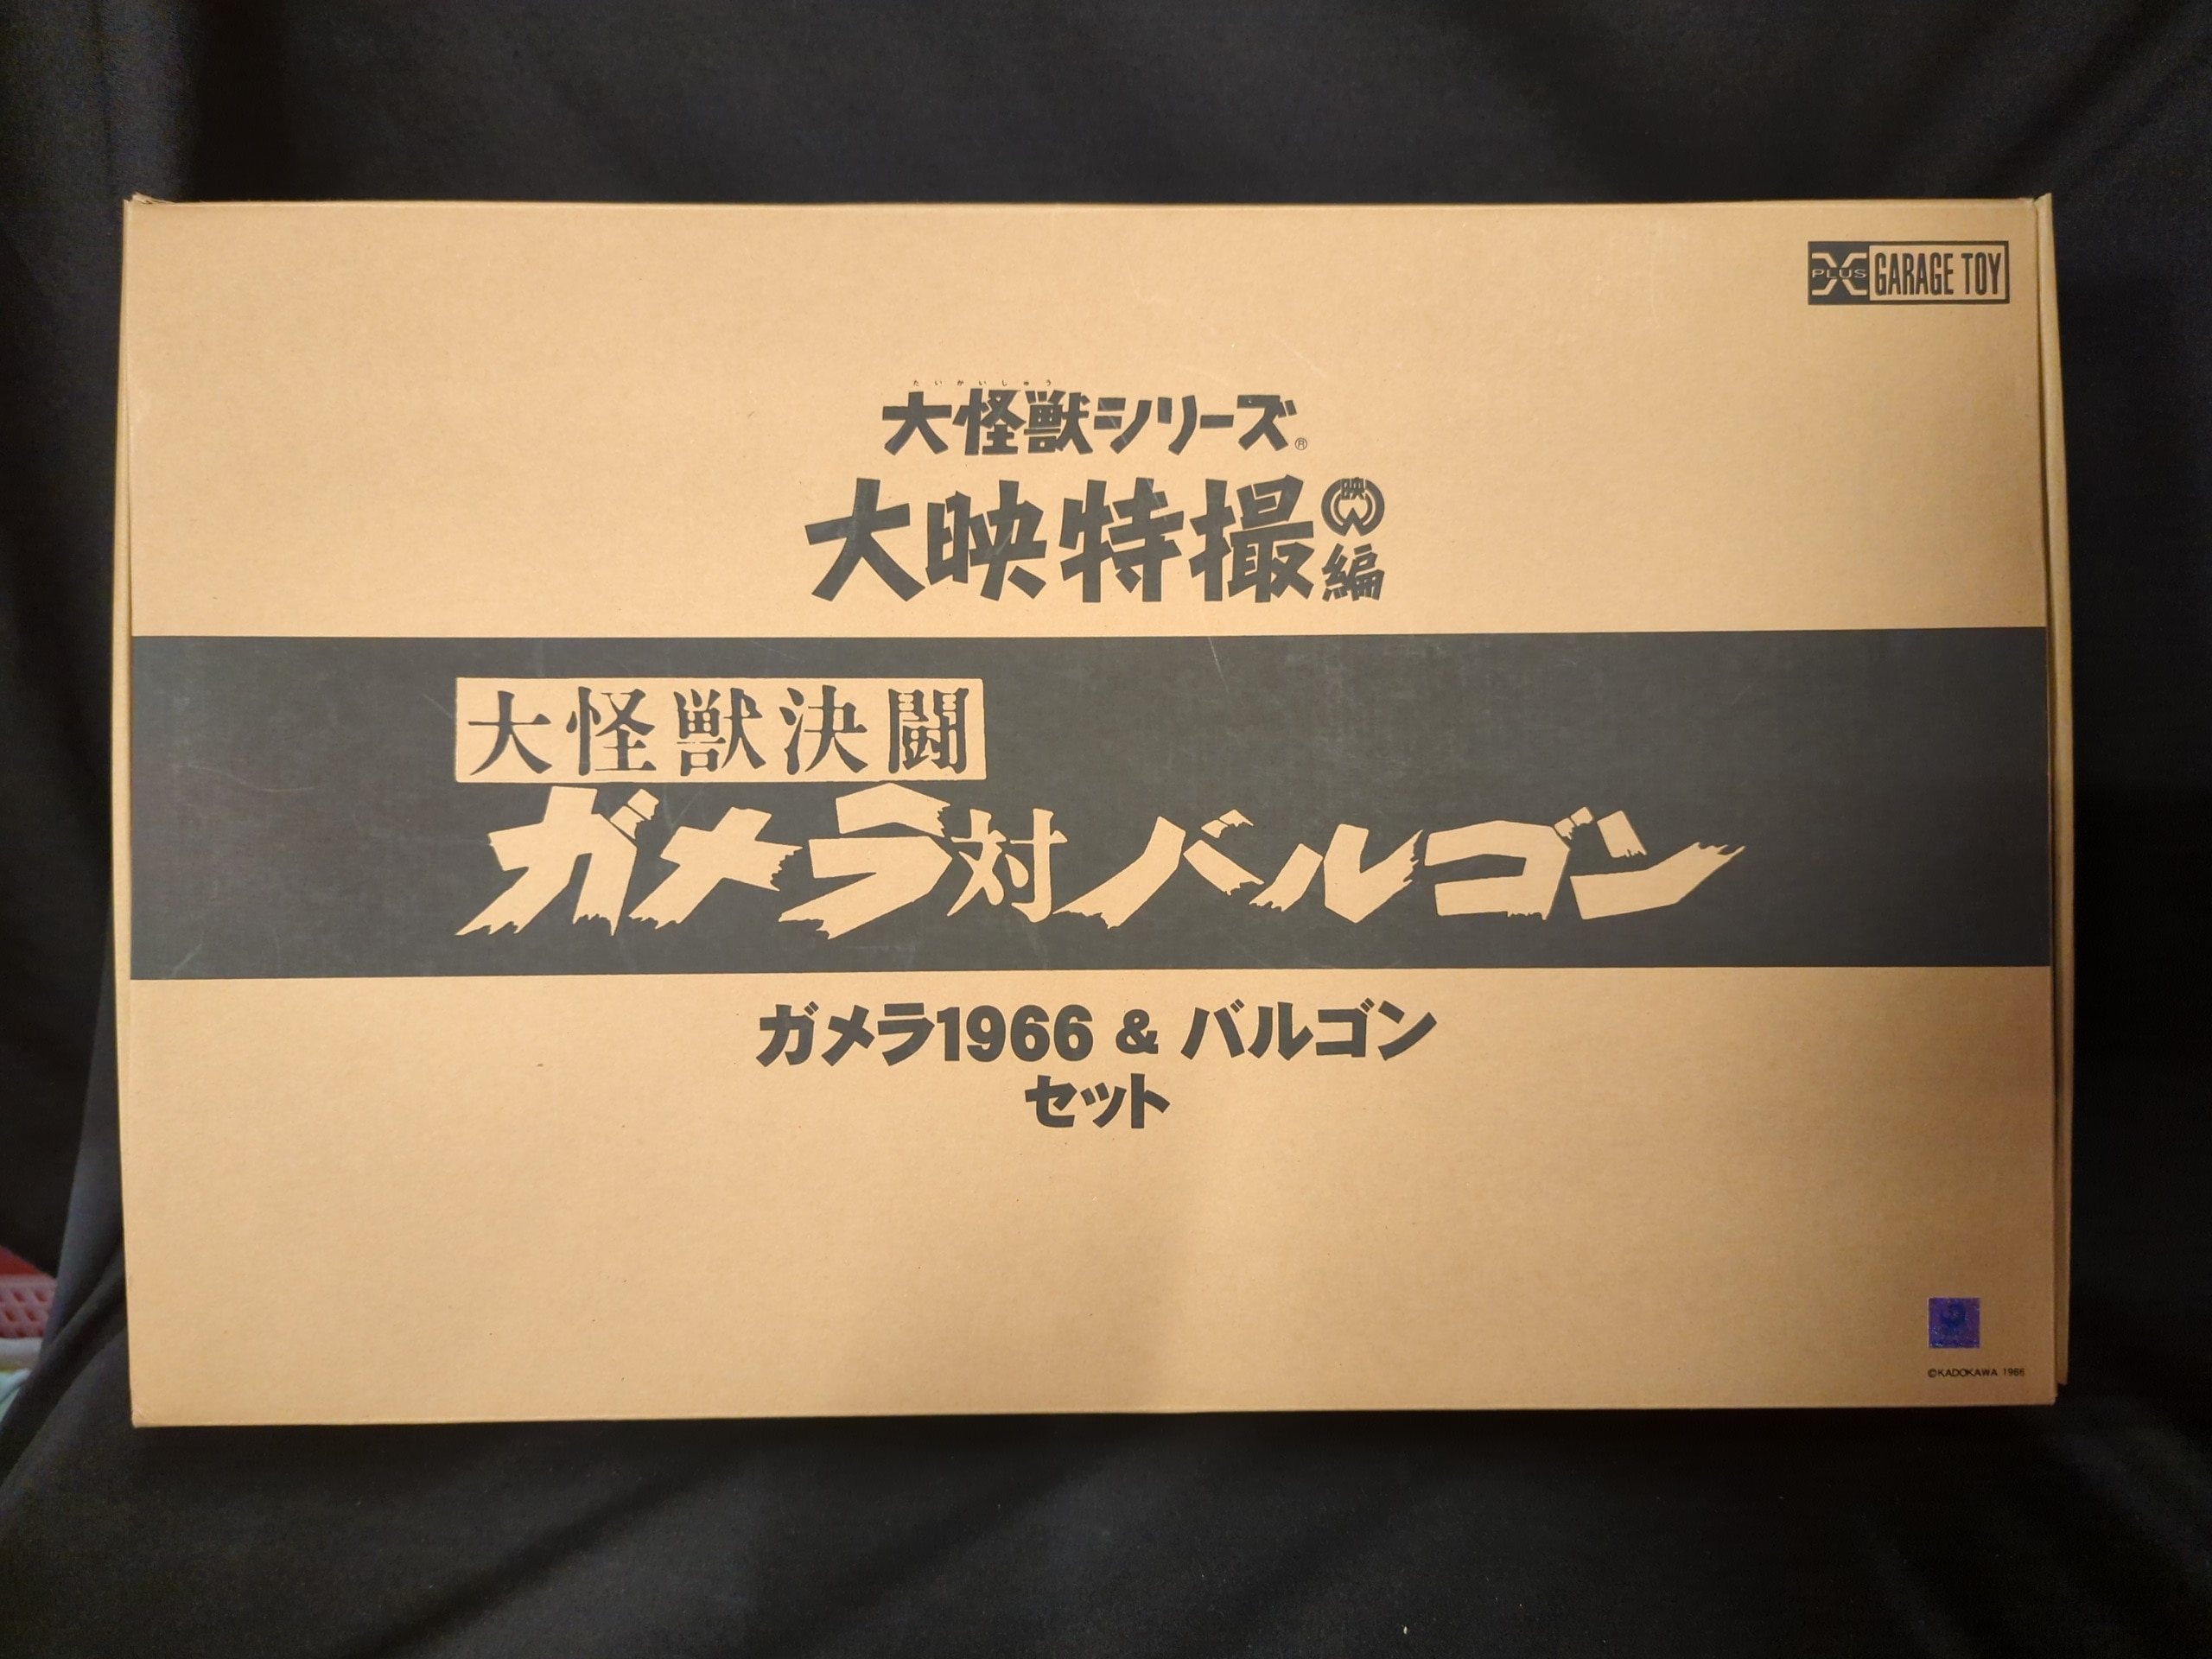 X PLUS GARAGE TOY
たいかいじゅう
大怪獣シリーズ®
大映特撮 映 編
大怪獣決闘
ガメラ対バルゴン
ガメラ1966 & バルゴン
セット
©KADOKAWA 1966